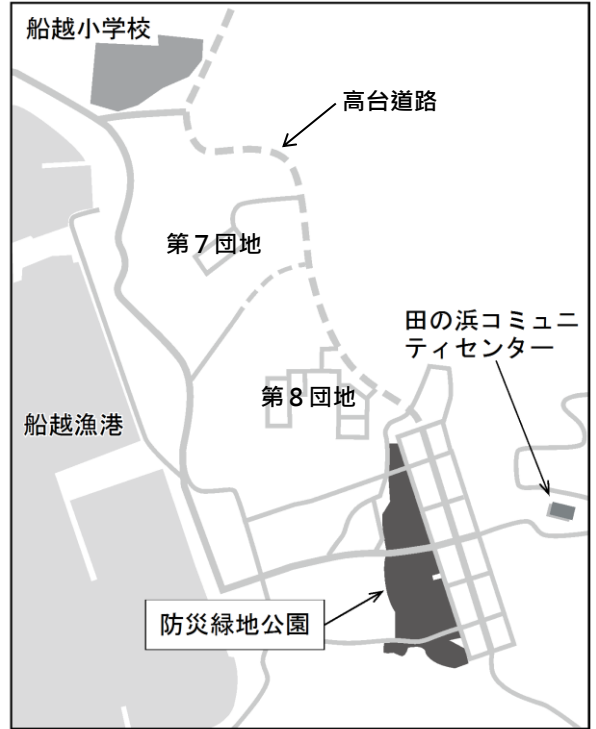 船越小学校
高台道路
第７団地
田の浜コミュニ
ティセンター
第８団地
船越漁港
防災緑地公園